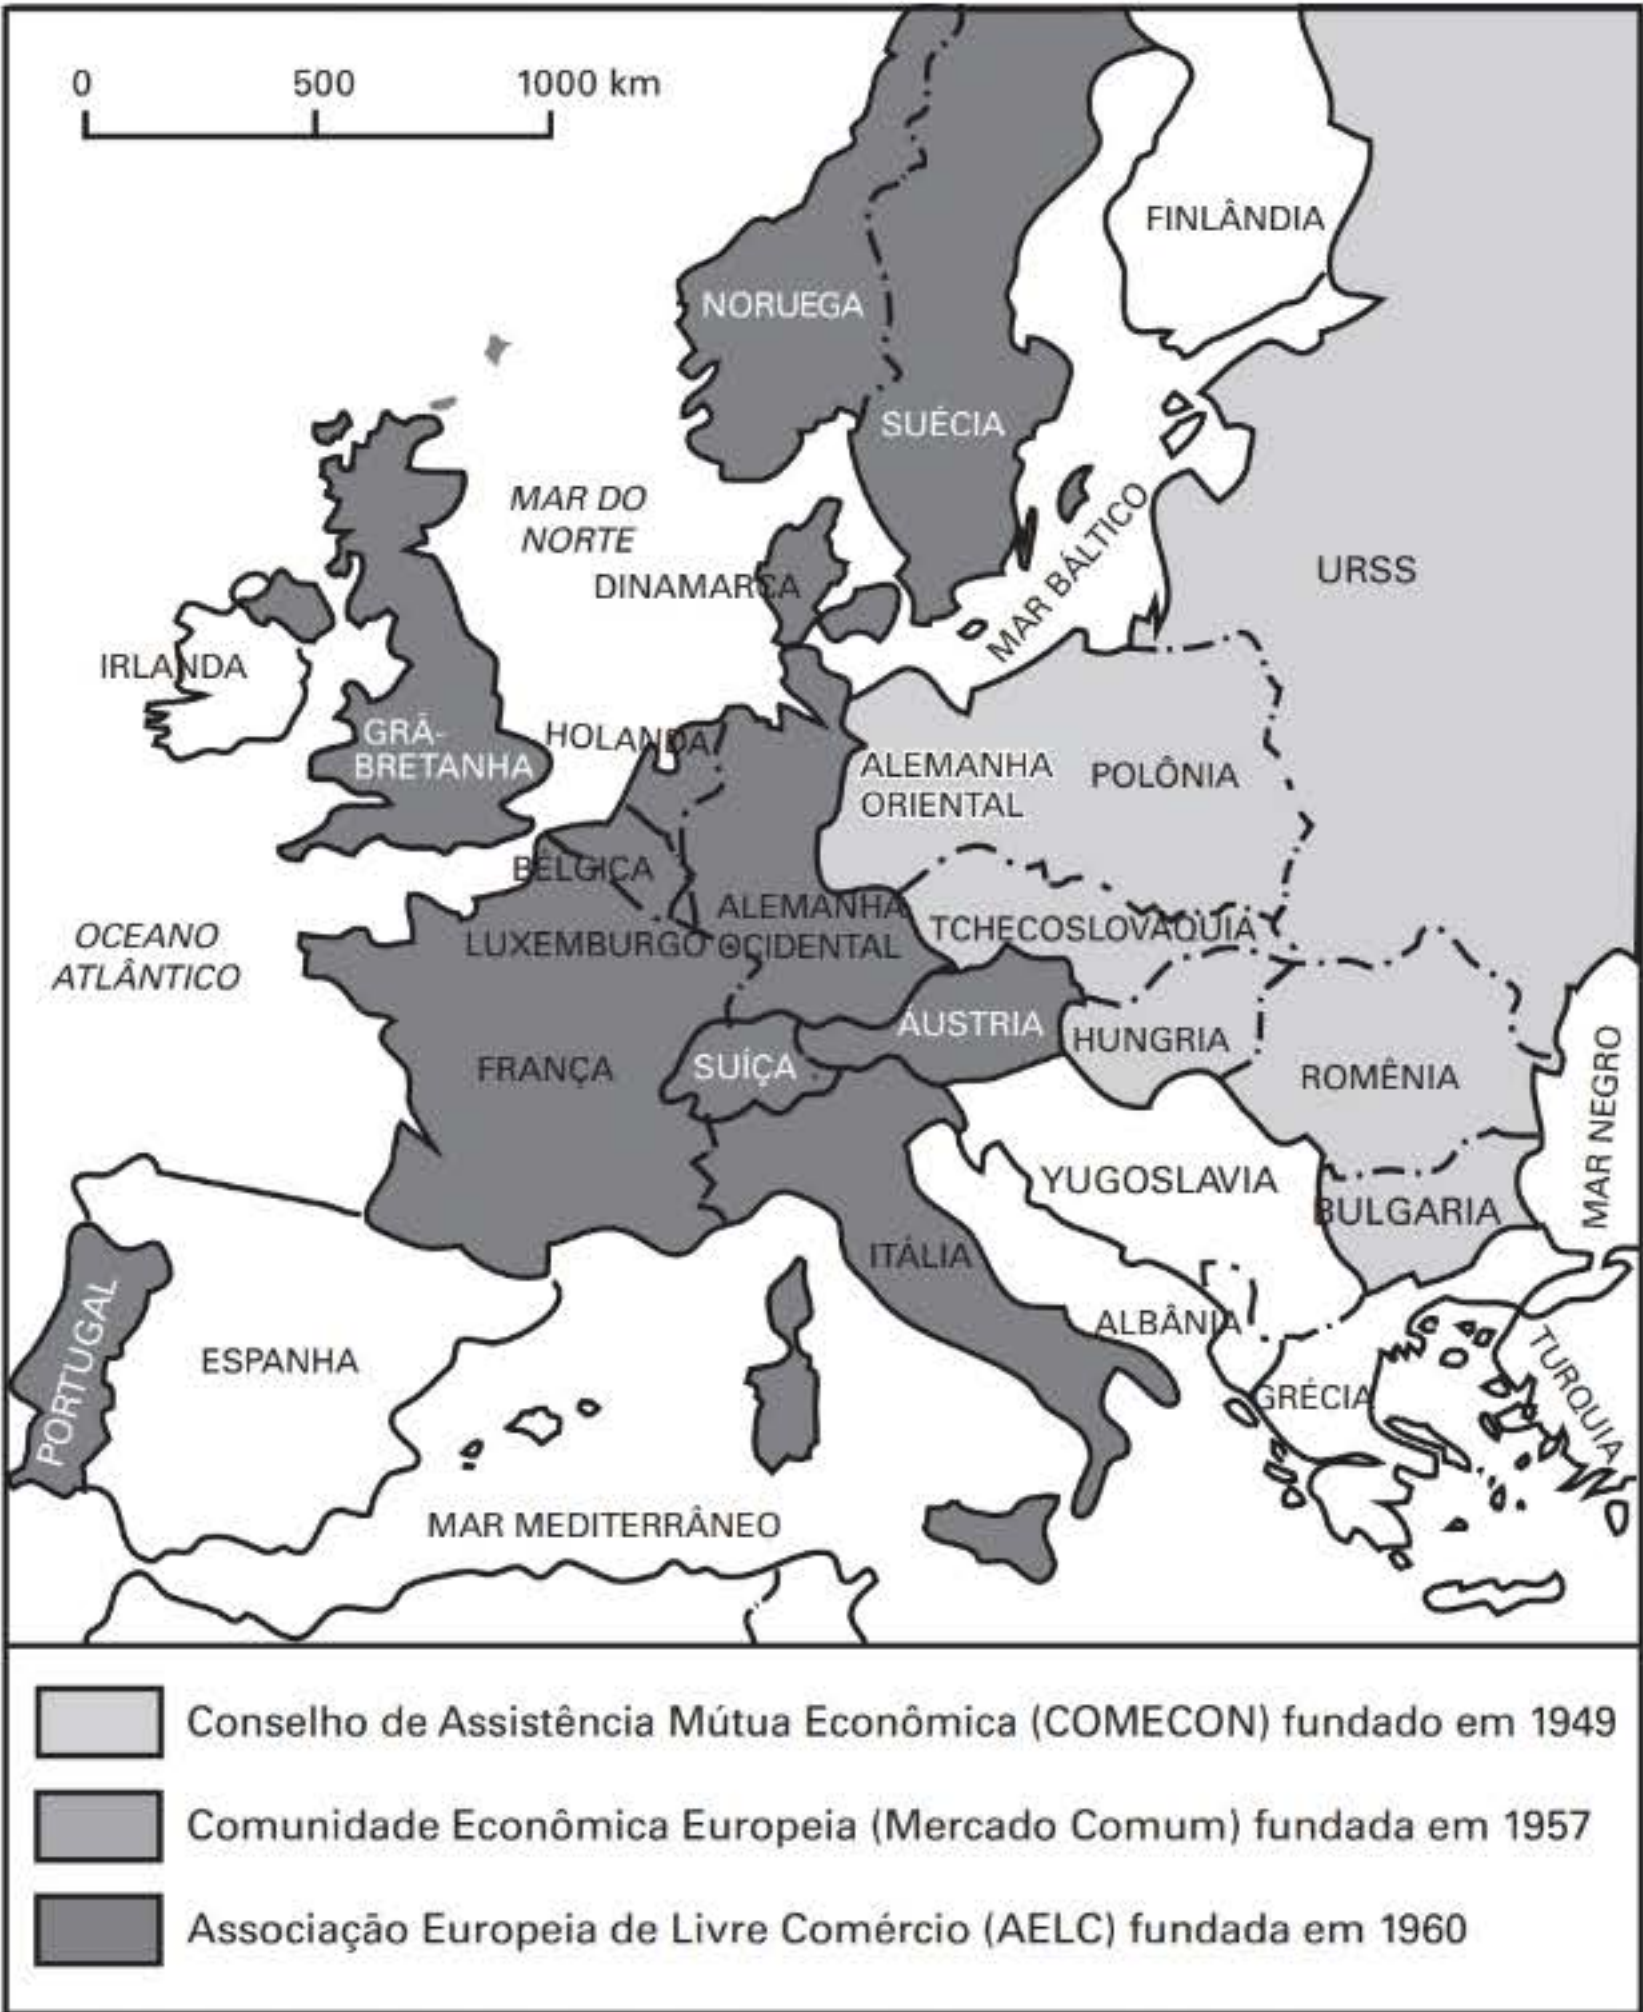 0 500 1000 km
FINLÂNDIA
NORUEGA
SUÉCIA
MAR DO
NORTE
MAR BÁLTICO
URSS
DINAMARCA
IRLANDA
GRÃ-
BRETANHA
HOLANDA
ALEMANHA
ORIENTAL
POLÔNIA
BÉLGICA
ALEMANHA
OCIDENTAL
LUXEMBURGO
TCHECOSLOVAQUIA
OCEANO
ATLÂNTICO
ÁUSTRIA
HUNGRIA
FRANÇA
SUÍÇA
ROMÊNIA
MAR NEGRO
YUGOSLAVIA
BULGARIA
ITÁLIA
PORTUGAL
ESPANHA
ALBÂNIA
GRÉCIA
TURQUIA
MAR MEDITERRÂNEO
Conselho de Assistência Mútua Econômica (COMECON) fundado em 1949
Comunidade Econômica Europeia (Mercado Comum) fundada em 1957
Associação Europeia de Livre Comércio (AELC) fundada em 1960